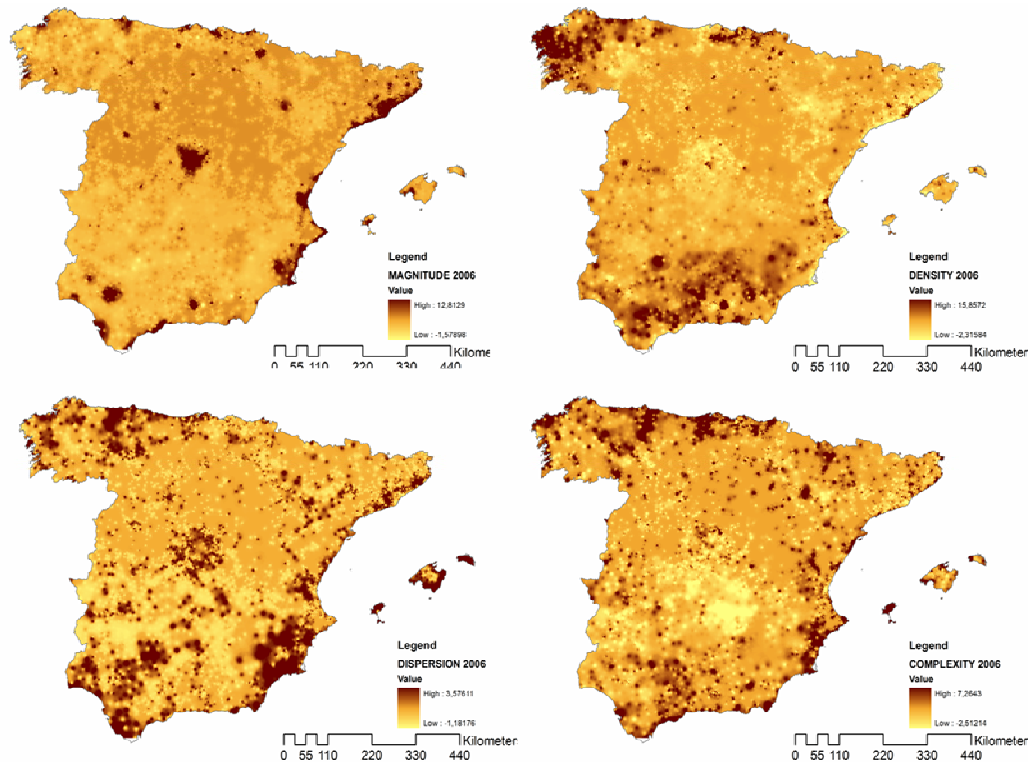 Legend
MAGNITUDE 2006
Value
High : 12,8129
Low : -1,57898
Kilomet
0 55 110 220 330 440
Legend
DENSITY 2006
Value
High : 15,8572
Low : -2,31584
Kilometer
0 55 110 220 330 440
Legend
DISPERSION 2006
Value
High : 3,57611
Low : -1,18176
Kilometer
0 55 110 220 330 440
Legend
COMPLEXITY 2006
Value
High : 7,2643
Low : -2,51214
Kilometer
0 55 110 220 330 440